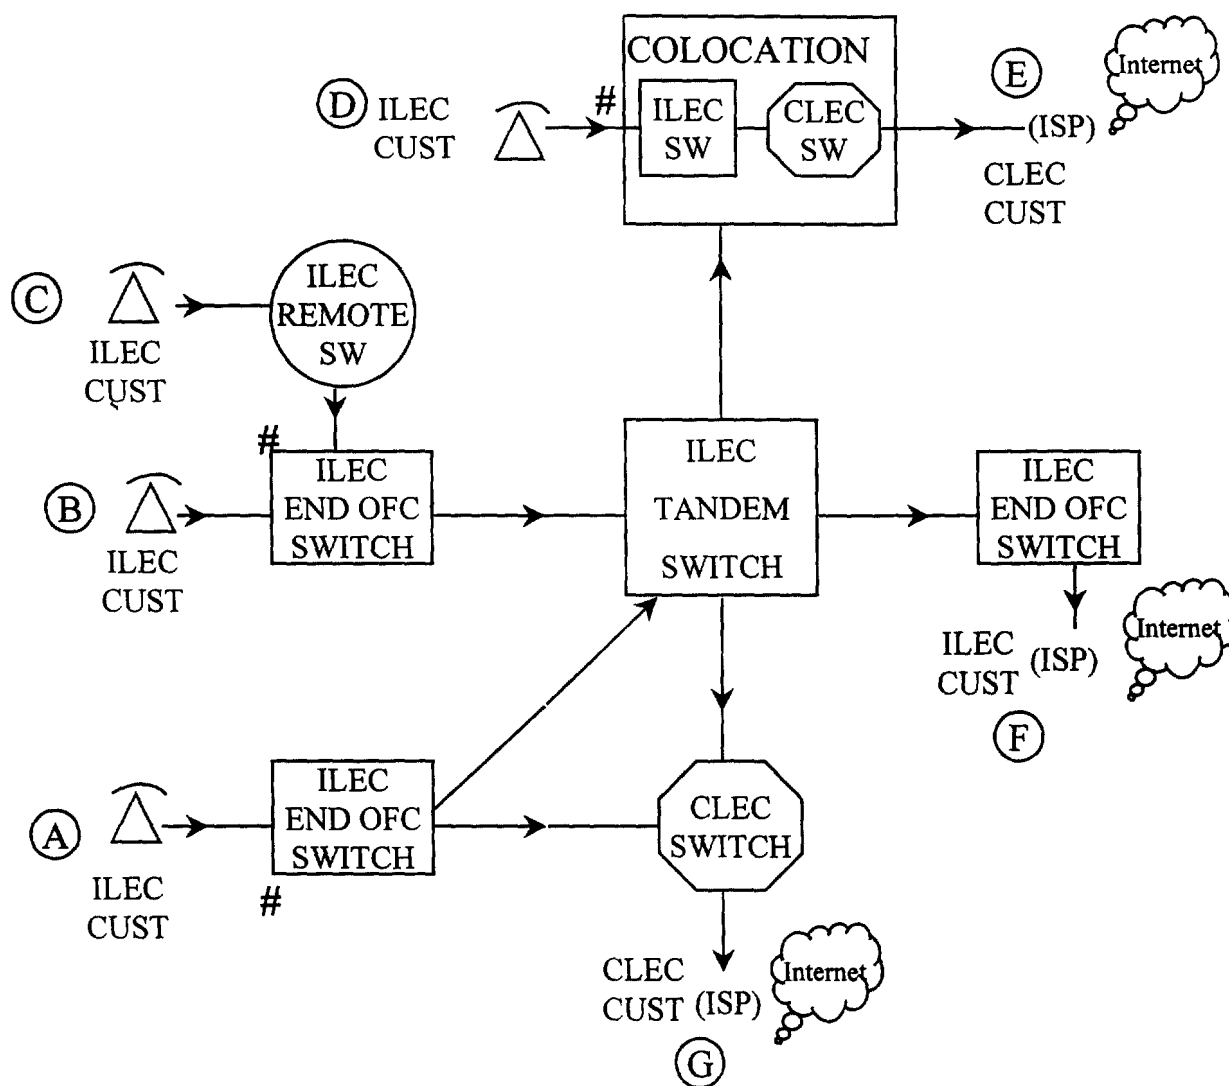 COLOCATION
D
ILEC
CUST
#
ILEC
SW
CLEC
SW
E
(ISP)
CLEC
CUST
Internet
C
ILEC
CUST
ILEC
REMOTE
SW
#
B
ILEC
CUST
ILEC
END OFC
SWITCH
ILEC
TANDEM
SWITCH
ILEC
END OFC
SWITCH
ILEC
CUST
(ISP)
Internet
F
A
ILEC
CUST
ILEC
END OFC
SWITCH
#
CLEC
SWITCH
CLEC
CUST
(ISP)
Internet
G